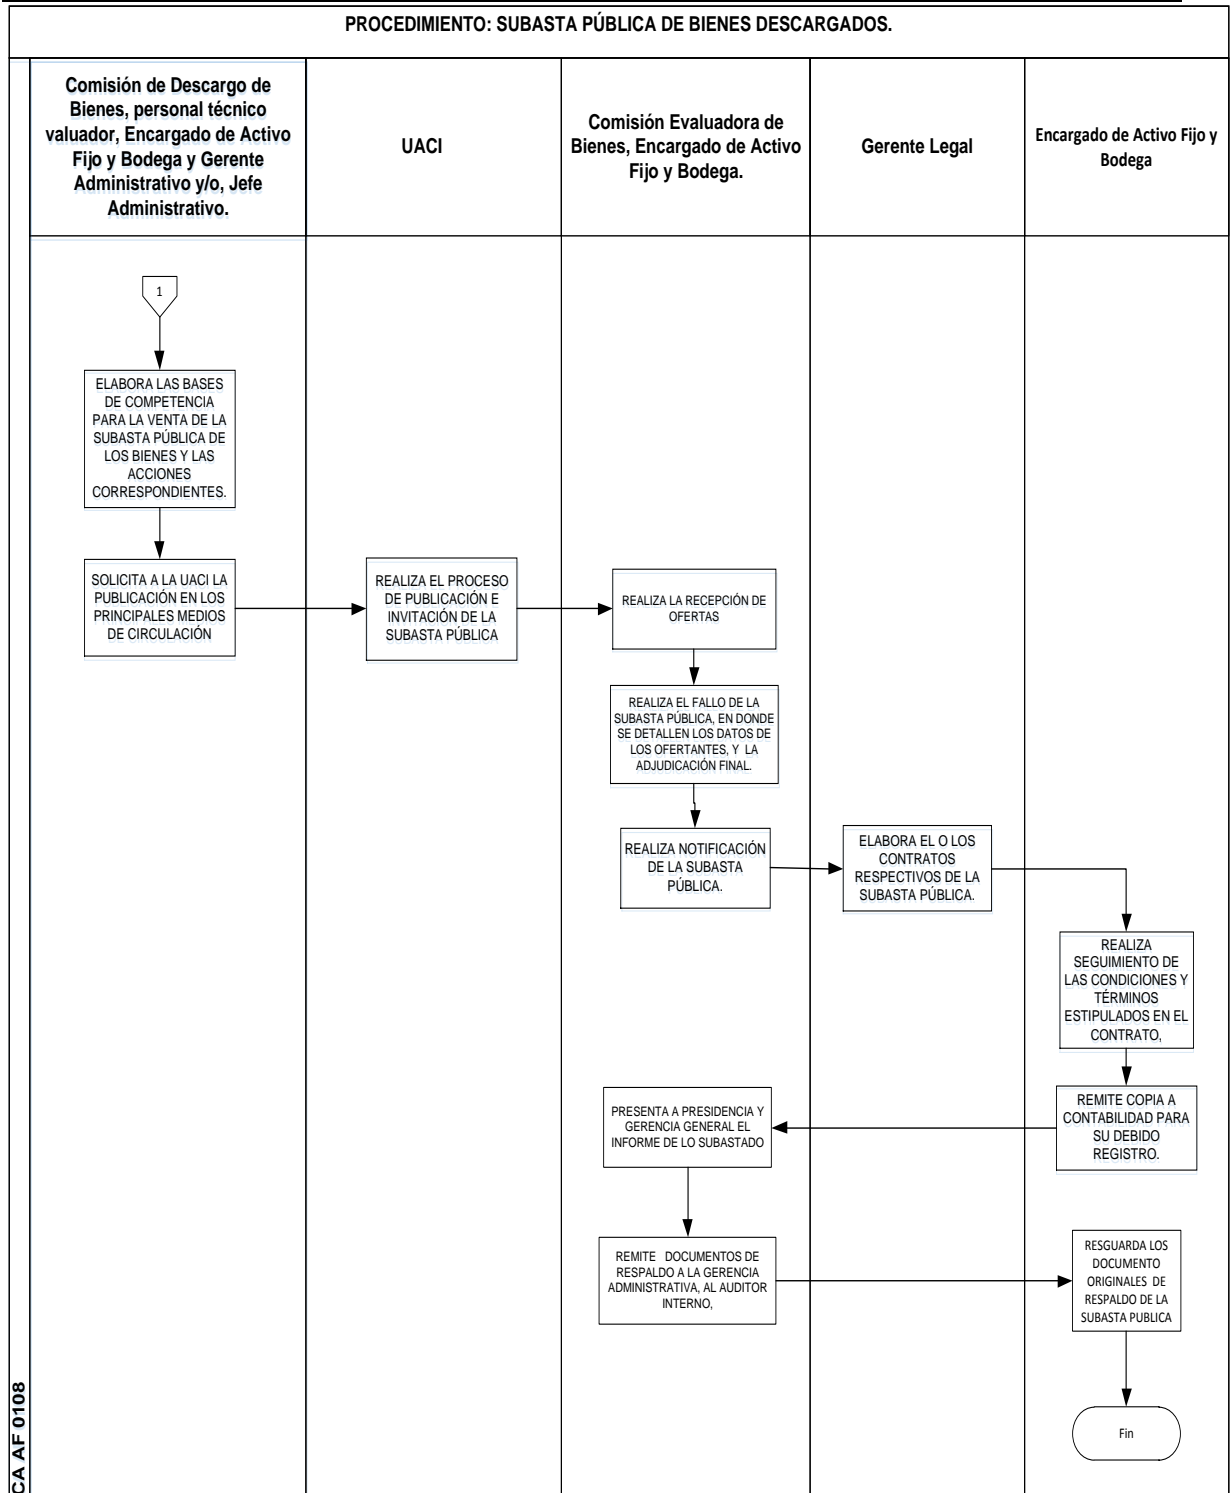 PROCEDIMIENTO: SUBASTA PÚBLICA DE BIENES DESCARGADOS.
Comisión de Descargo de
Bienes, personal técnico
valuador, Encargado de Activo
Fijo y Bodega y Gerente
Administrativo y/o, Jefe
Administrativo.
UACI
Comisión Evaluadora de
Bienes, Encargado de Activo
Fijo y Bodega.
Gerente Legal
Encargado de Activo Fijo y
Bodega
1
ELABORA LAS BASES
DE COMPETENCIA
PARA LA VENTA DE LA
SUBASTA PÚBLICA DE
LOS BIENES Y LAS
ACCIONES
CORRESPONDIENTES.
SOLICITA A LA UACI LA
PUBLICACIÓN EN LOS
PRINCIPALES MEDIOS
DE CIRCULACIÓN
REALIZA EL PROCESO
DE PUBLICACIÓN E
INVITACIÓN DE LA
SUBASTA PÚBLICA
REALIZA LA RECEPCIÓN DE
OFERTAS
REALIZA EL FALLO DE LA
SUBASTA PÚBLICA, EN DONDE
SE DETALLEN LOS DATOS DE
LOS OFERTANTES, Y LA
ADJUDICACIÓN FINAL.
REALIZA NOTIFICACIÓN
DE LA SUBASTA
PÚBLICA.
ELABORA EL O LOS
CONTRATOS
RESPECTIVOS DE LA
SUBASTA PÚBLICA.
REALIZA
SEGUIMIENTO DE
LAS CONDICIONES Y
TÉRMINOS
ESTIPULADOS EN EL
CONTRATO,
REMITE COPIA A
CONTABILIDAD PARA
SU DEBIDO
REGISTRO.
PRESENTA A PRESIDENCIA Y
GERENCIA GENERAL EL
INFORME DE LO SUBASTADO
REMITE DOCUMENTOS DE
RESPALDO A LA GERENCIA
ADMINISTRATIVA, AL AUDITOR
INTERNO,
RESGUARDA LOS
DOCUMENTO
ORIGINALES DE
RESPALDO DE LA
SUBASTA PUBLICA
Fin
CA AF 0108